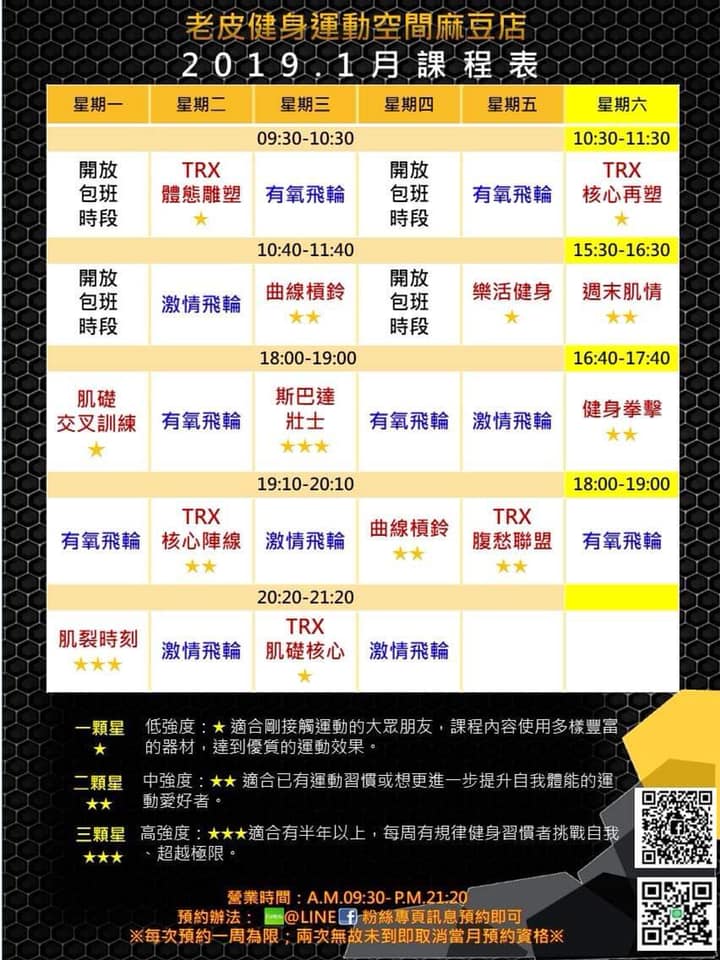 老皮健身運動空間麻豆店
2019.1月課程表
星期一 星期二 星期三 星期四 星期五 星期六
09:30-10:30 10:30-11:30
開放 TRX 有氧飛輪 開放 有氧飛輪 TRX
包班 體態雕塑 包班 核心再塑
時段 ★ 時段 ★
10:40-11:40 15:30-16:30
開放 激情飛輪 曲線槓鈴 開放 樂活健身 週末肌情
包班 ★★ 包班 ★ ★★
時段 時段
18:00-19:00 16:40-17:40
肌礎 有氧飛輪 斯巴達 有氧飛輪 激情飛輪 健身拳擊
交叉訓練 壯士 ★★
★ ★★★
19:10-20:10 18:00-19:00
有氧飛輪 TRX 激情飛輪 曲線槓鈴 TRX 有氧飛輪
核心陣線 ★★ 腹愁聯盟
★★ ★★
20:20-21:20
肌裂時刻 激情飛輪 TRX 激情飛輪
★★★ 肌礎核心
★
一顆星 低強度：★ 適合剛接觸運動的大眾朋友，課程內容使用多樣豐富
★ 的器材，達到優質的運動效果。
二顆星 中強度：★★ 適合已有運動習慣或想更進一步提升自我體能的運
★★ 動愛好者。
三顆星 高強度：★★★適合有半年以上，每周有規律健身習慣者挑戰自我
★★★ 、超越極限。
營業時間：A.M.09:30- P.M.21:20
預約辦法： @LINE f 粉絲專頁訊息預約即可
※每次預約一周為限；兩次無故未到即取消當月預約資格※